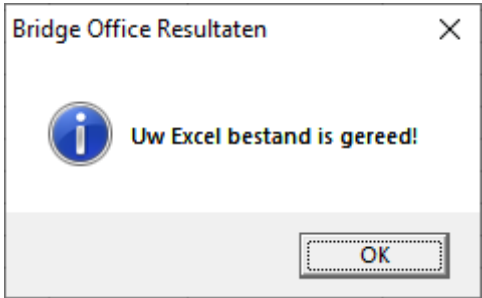 Bridge Office Resultaten
Uw Excel bestand is gereed!
OK